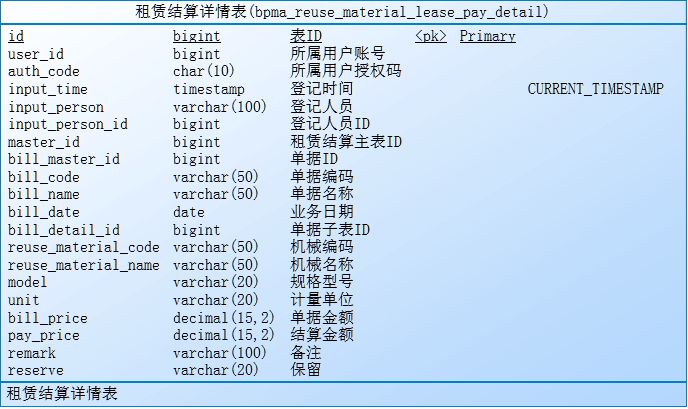 租赁结算详情表(bpma_reuse_material_lease_pay_detail)
id bigint 表ID <pk> Primary
user_id bigint 所属用户账号
auth_code char(10) 所属用户授权码
input_time timestamp 登记时间 CURRENT_TIMESTAMP
input_person varchar(100) 登记人员
input_person_id bigint 登记人员ID
master_id bigint 租赁结算主表ID
bill_master_id bigint 单据ID
bill_code varchar(50) 单据编码
bill_name varchar(50) 单据名称
bill_date date 业务日期
bill_detail_id bigint 单据子表ID
reuse_material_code varchar(50) 机械编码
reuse_material_name varchar(50) 机械名称
model varchar(20) 规格型号
unit varchar(20) 计量单位
bill_price decimal(15,2) 单据金额
pay_price decimal(15,2) 结算金额
remark varchar(100) 备注
reserve varchar(20) 保留
租赁结算详情表